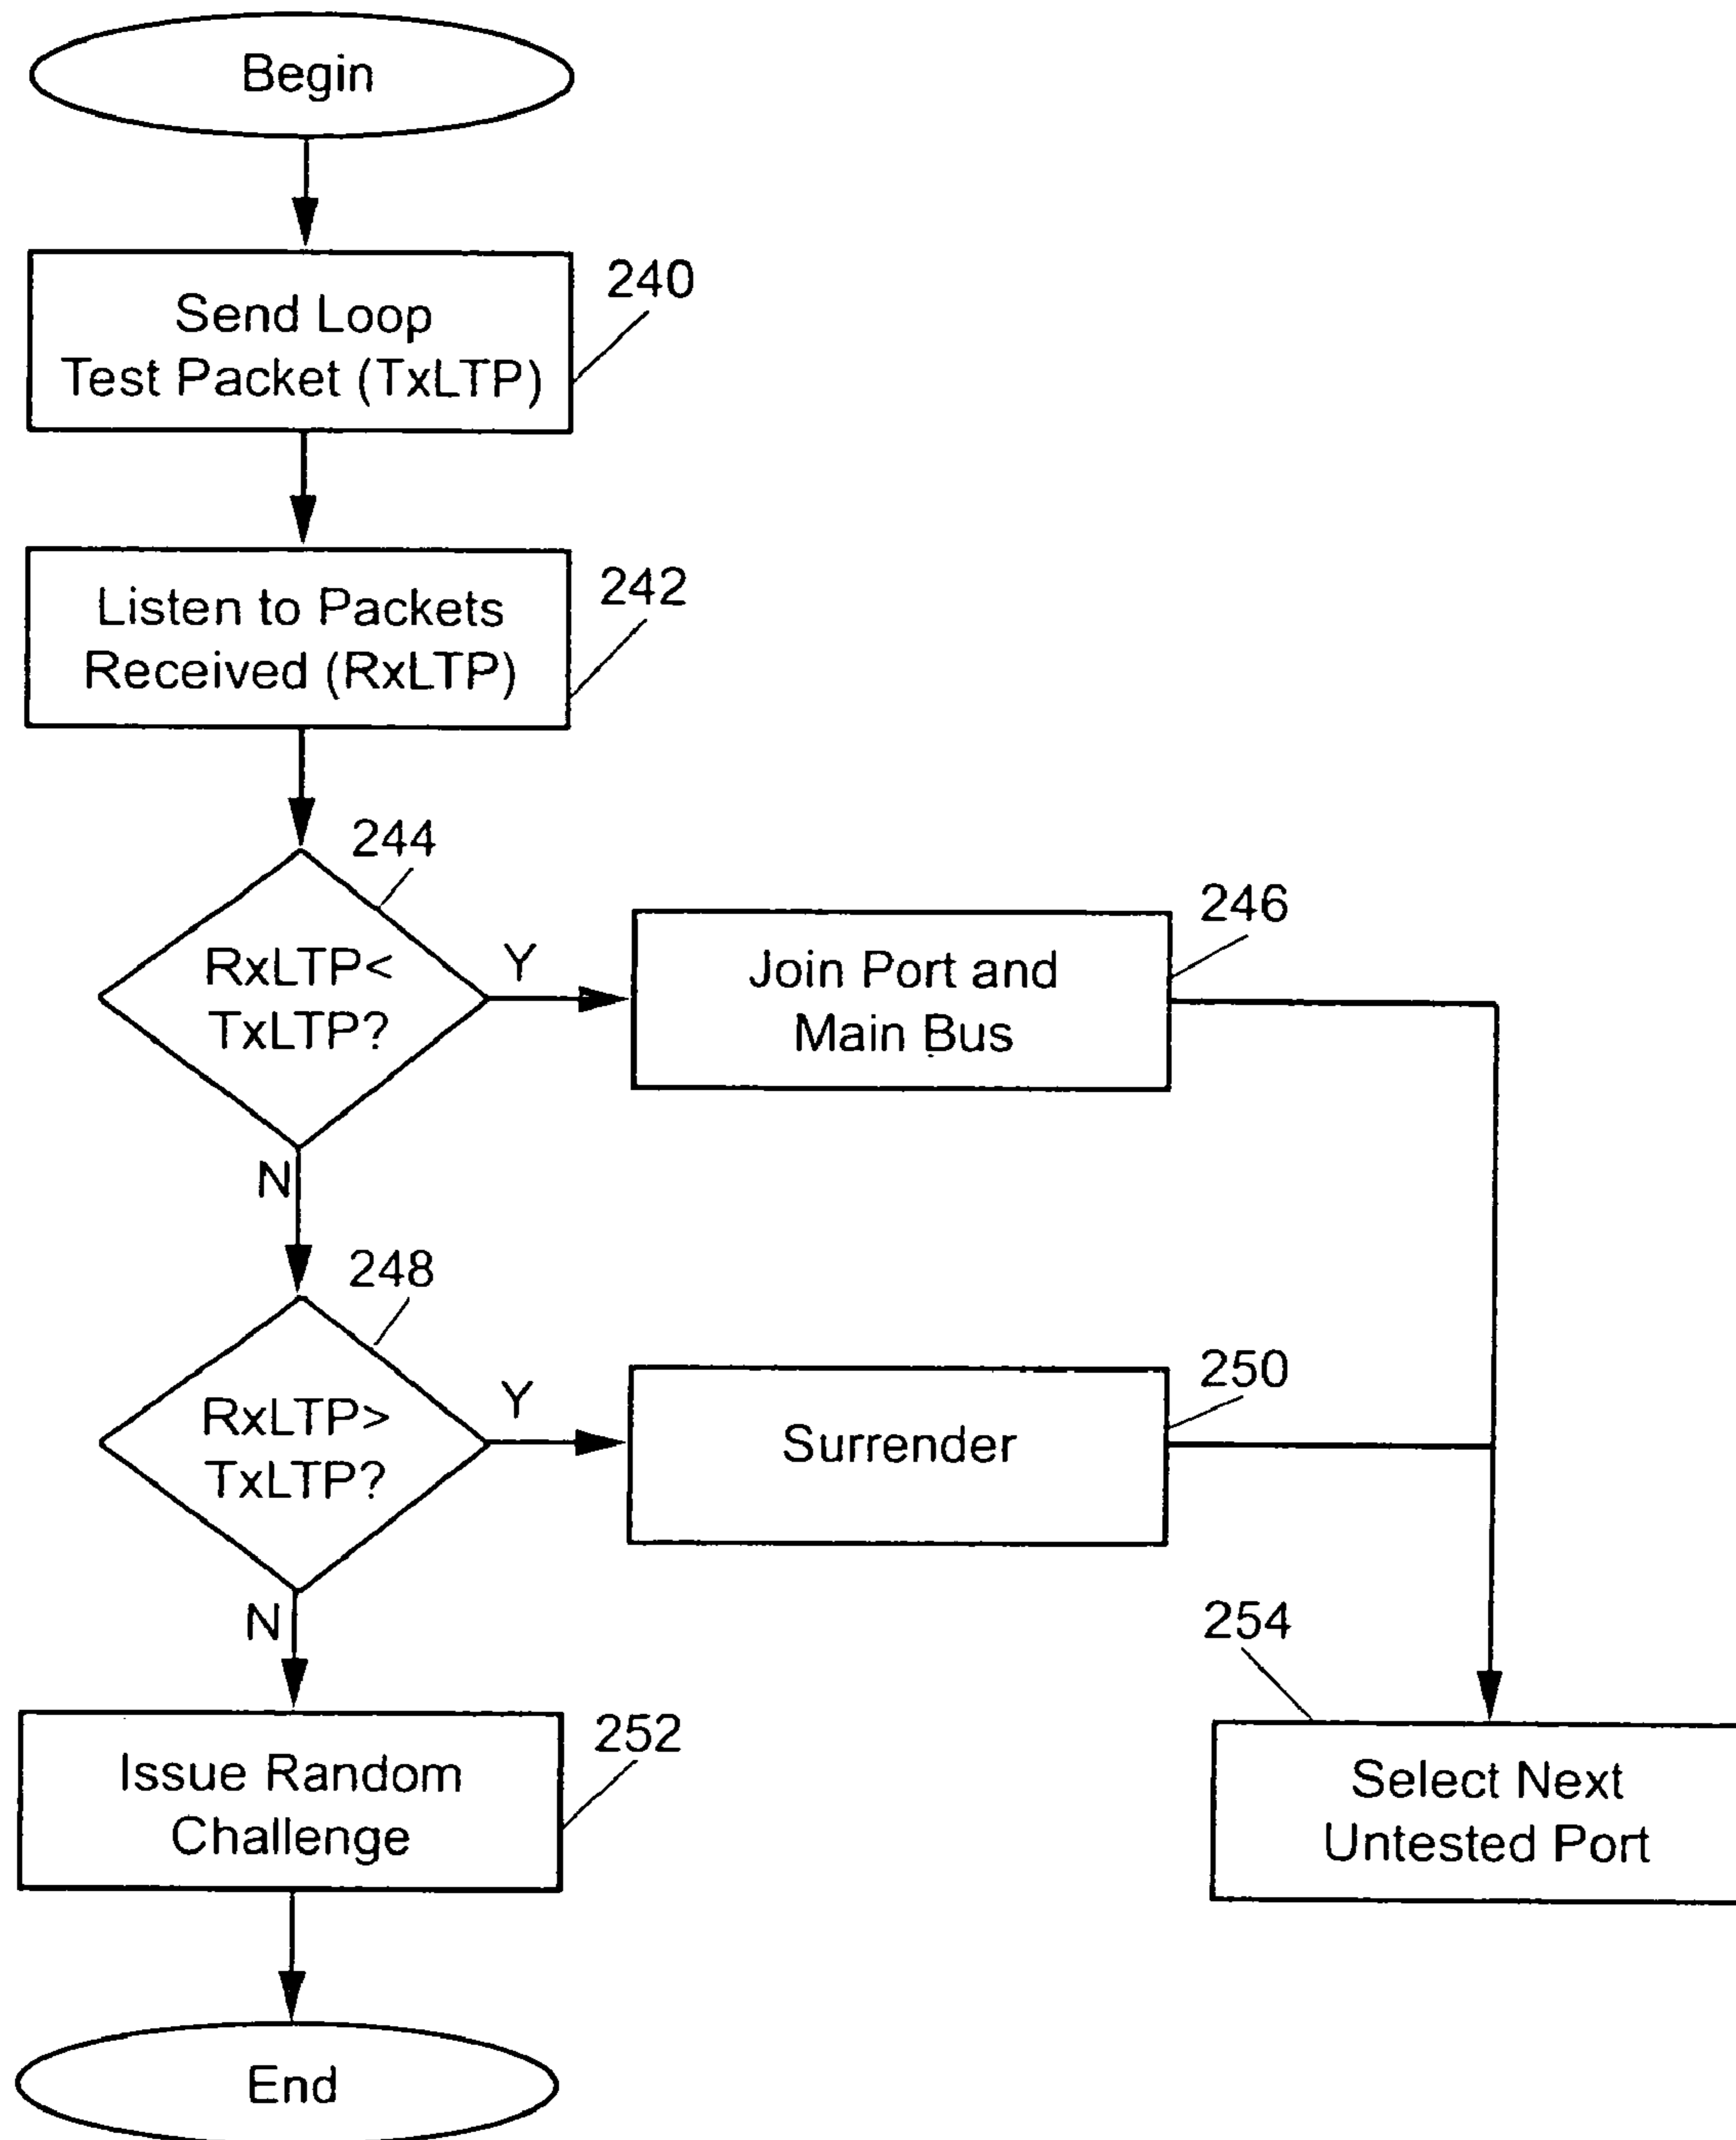 Begin
240
Send Loop
Test Packet (TxLTP)
242
Listen to Packets
Received (RxLTP)
244
RxLTP<
TxLTP?
Y
246
Join Port and
Main Bus
N
248
RxLTP>
TxLTP?
Y
250
Surrender
N
252
Issue Random
Challenge
254
Select Next
Untested Port
End